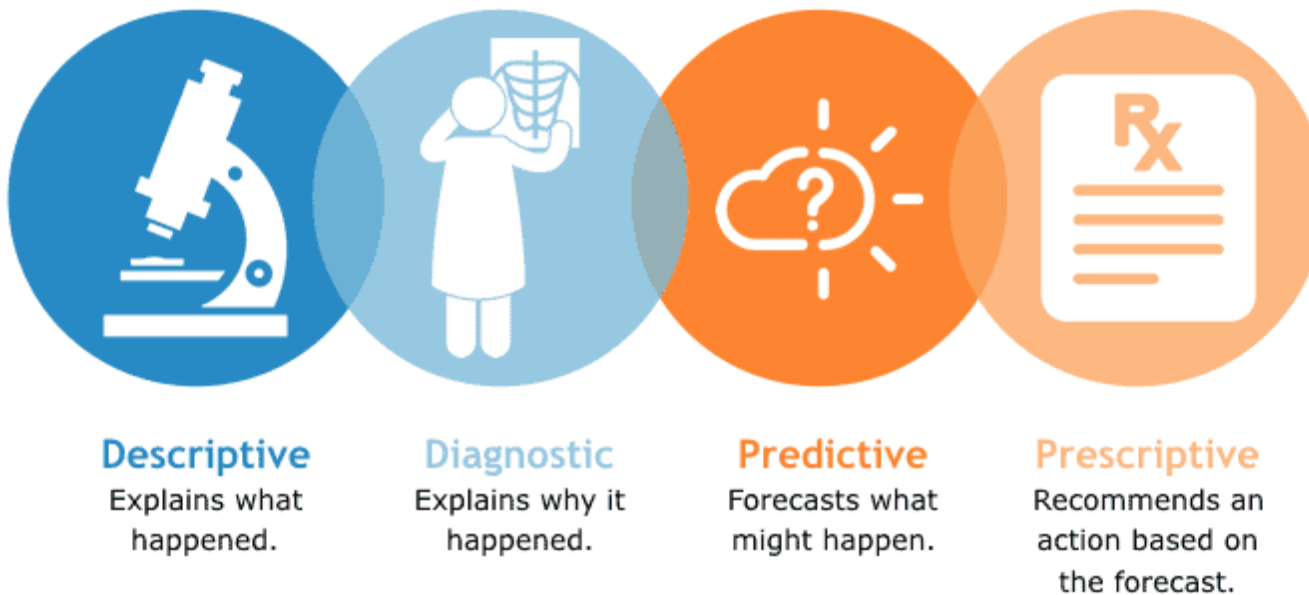 ?
Rx
Descriptive
Explains what
happened.
Diagnostic
Explains why it
happened.
Predictive
Forecasts what
might happen.
Prescriptive
Recommends an
action based on
the forecast.